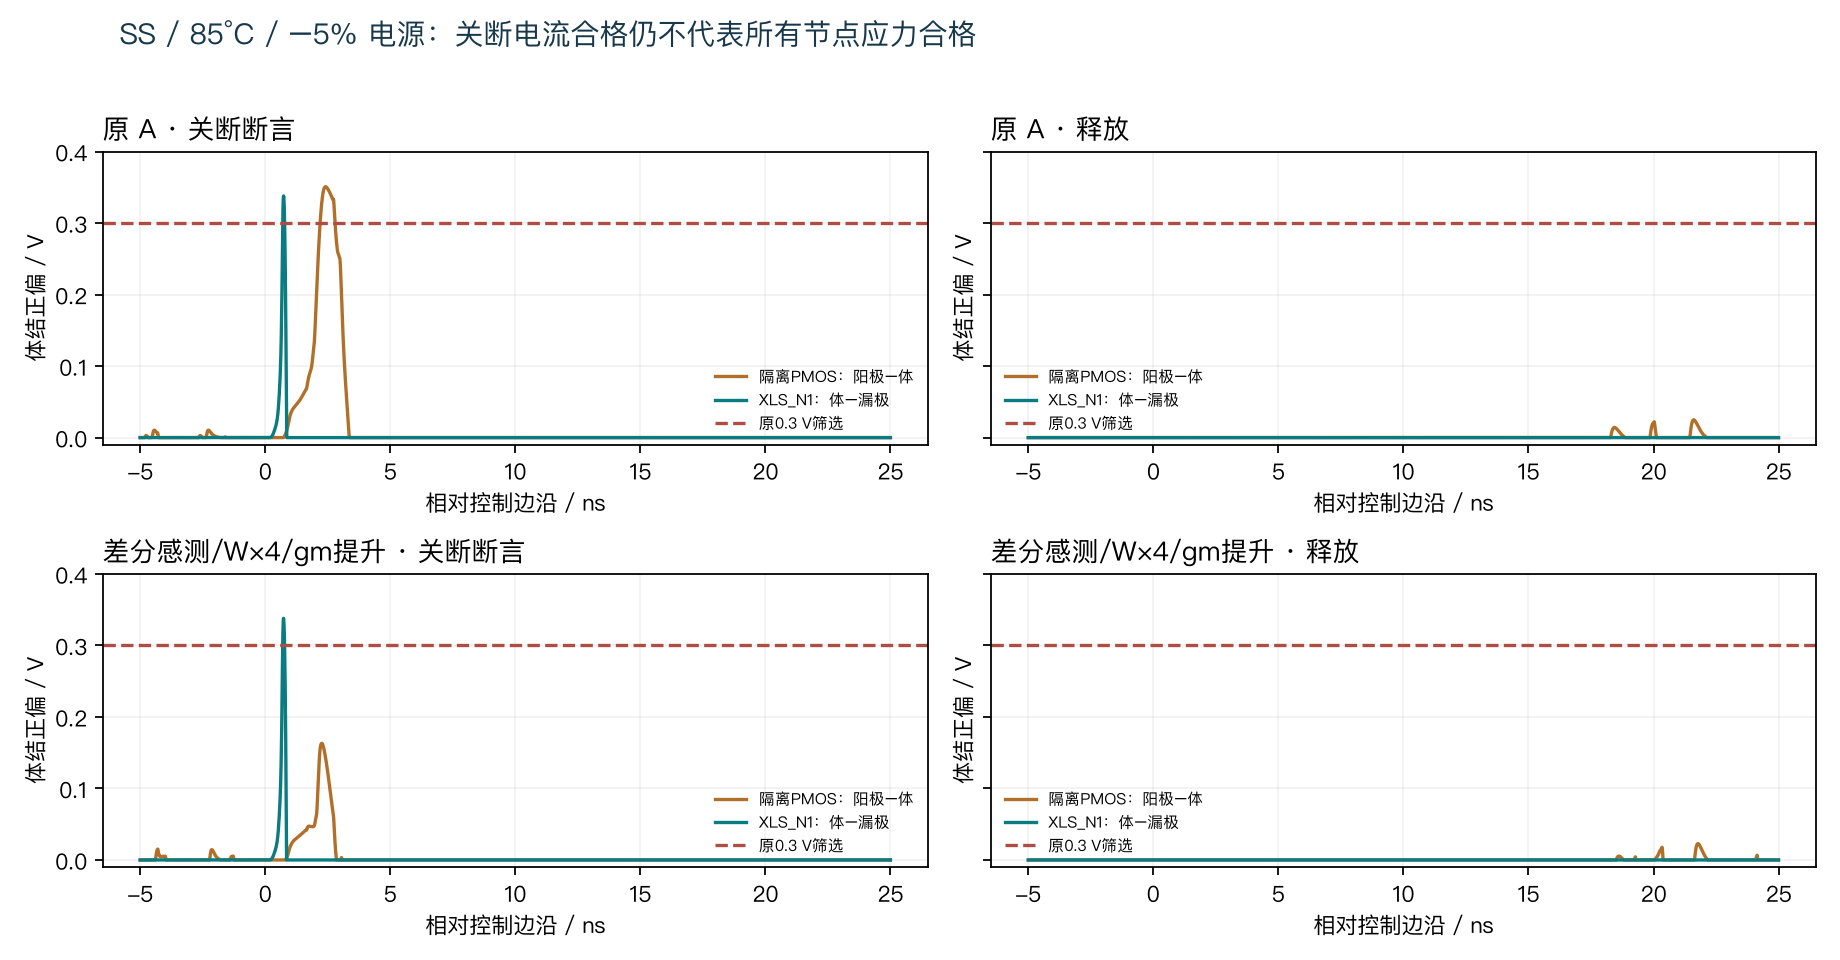 SS / 85°C / −5% 电源：关断电流合格仍不代表所有节点应力合格
原 A · 关断断言
体结正偏 / V
0.4
0.3
0.2
0.1
0.0
隔离PMOS：阳极−体
XLS_N1：体−漏极
原0.3 V筛选
−5 0 5 10 15 20 25
相对控制边沿 / ns
原 A · 释放
体结正偏 / V
隔离PMOS：阳极−体
XLS_N1：体−漏极
原0.3 V筛选
−5 0 5 10 15 20 25
相对控制边沿 / ns
差分感测/W×4/gm提升 · 关断断言
体结正偏 / V
0.4
0.3
0.2
0.1
0.0
隔离PMOS：阳极−体
XLS_N1：体−漏极
原0.3 V筛选
−5 0 5 10 15 20 25
相对控制边沿 / ns
差分感测/W×4/gm提升 · 释放
体结正偏 / V
隔离PMOS：阳极−体
XLS_N1：体−漏极
原0.3 V筛选
−5 0 5 10 15 20 25
相对控制边沿 / ns